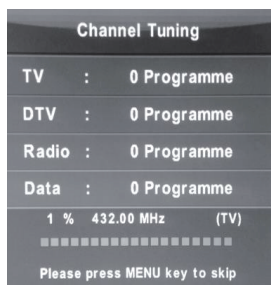 Channel Tuning
TV : 0 Programme
DTV : 0 Programme
Radio : 0 Programme
Data : 0 Programme
1 % 432.00 MHz (TV)
Please press MENU key to skip